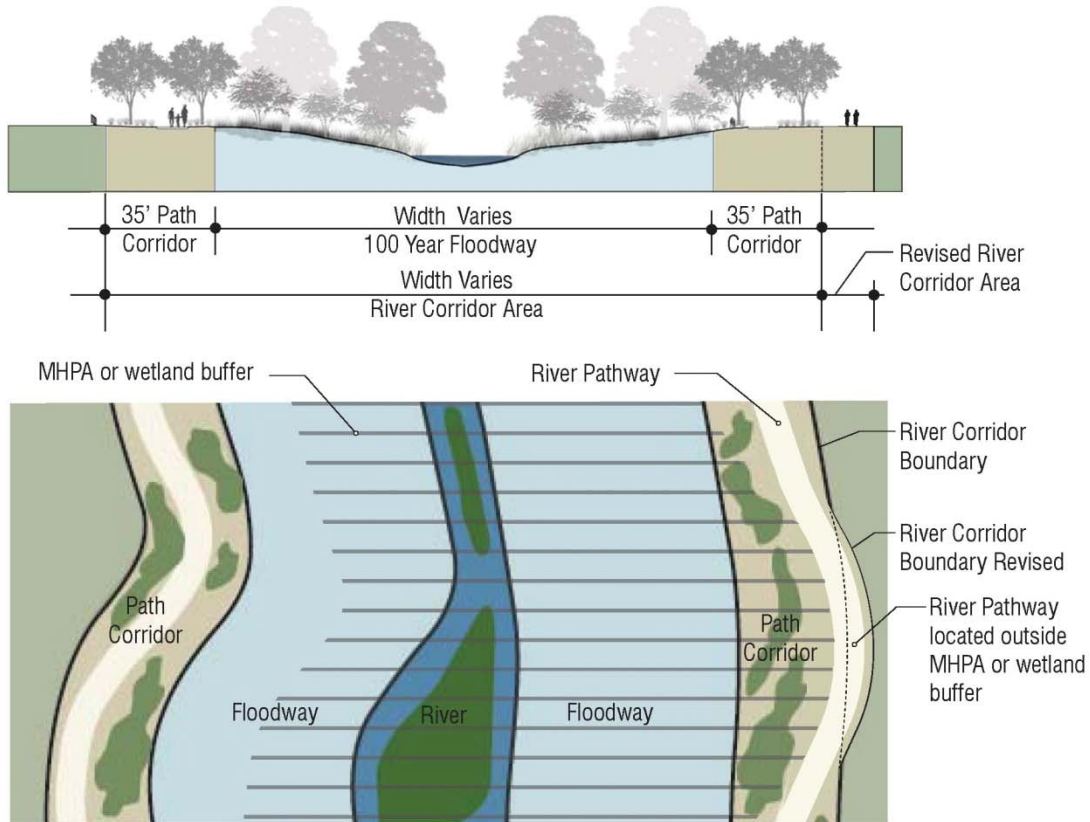 35' Path
Corridor
Width Varies
100 Year Floodway
35' Path
Corridor
Revised River
Corridor Area
Width Varies
River Corridor Area
MHPA or wetland buffer
River Pathway
River Corridor
Boundary
River Corridor
Boundary Revised
River Pathway
located outside
MHPA or wetland
buffer
Path
Corridor
Path
Corridor
Floodway
River
Floodway